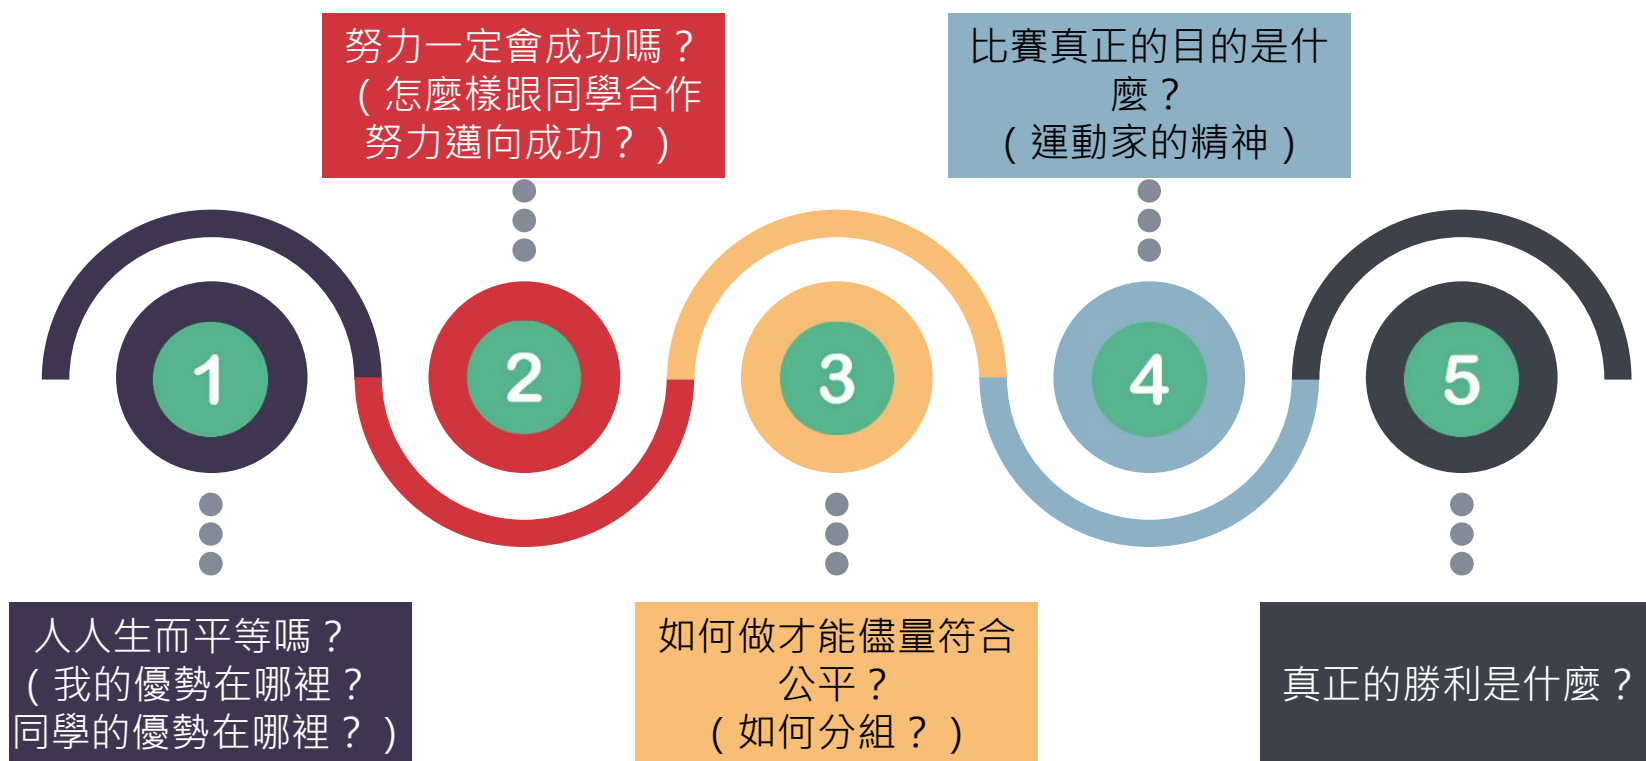 努力一定會成功嗎？
（怎麼樣跟同學合作
努力邁向成功？）
比賽真正的目的是什
麼？
（運動家的精神）
1
2
3
4
5
人人生而平等嗎？
（我的優勢在哪裡？
同學的優勢在哪裡？）
如何做才能儘量符合
公平？
（如何分組？）
真正的勝利是什麼？